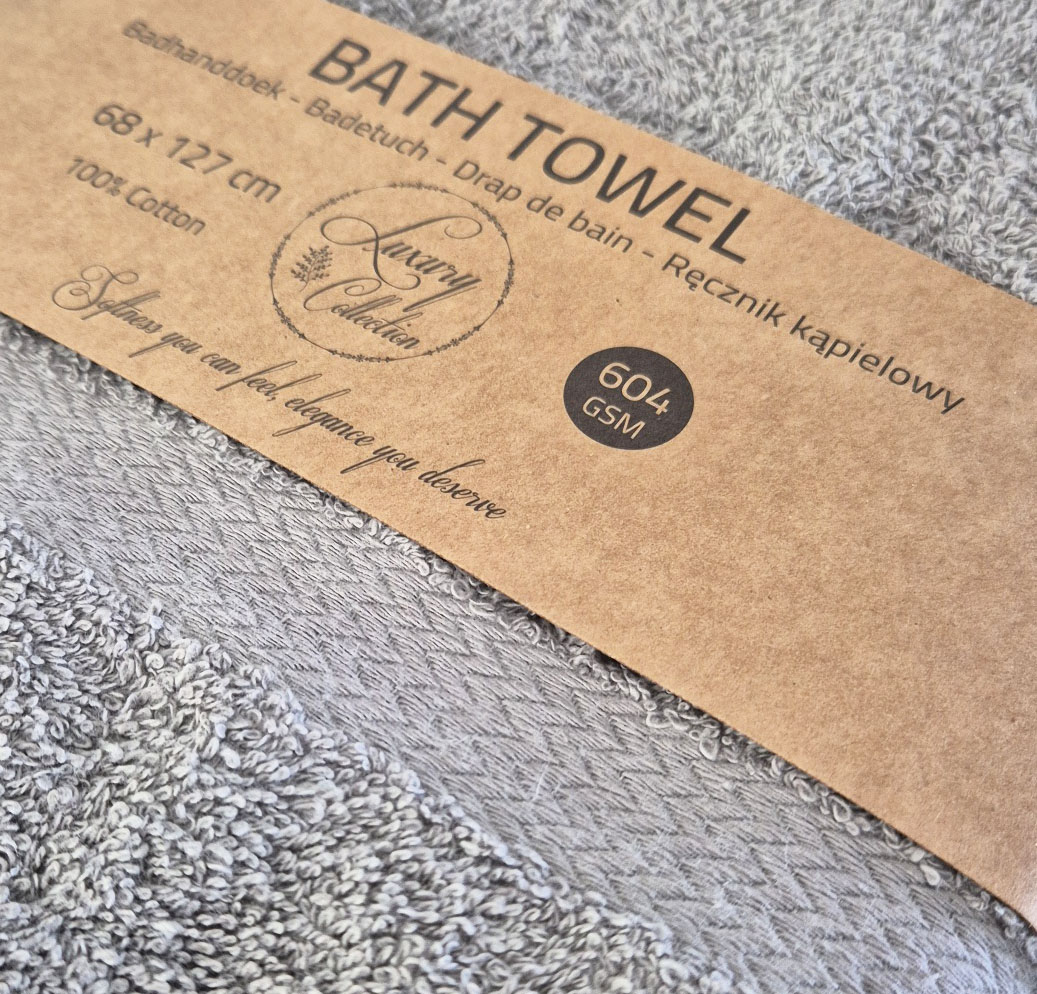 BATH TOWEL
Badhanddoek - Badetuch - Drap de bain - Ręcznik kąpielowy
68 x 127 cm
100% Cotton
Luxury
Collection
604
GSM
Softness you can feel, elegance you deserve